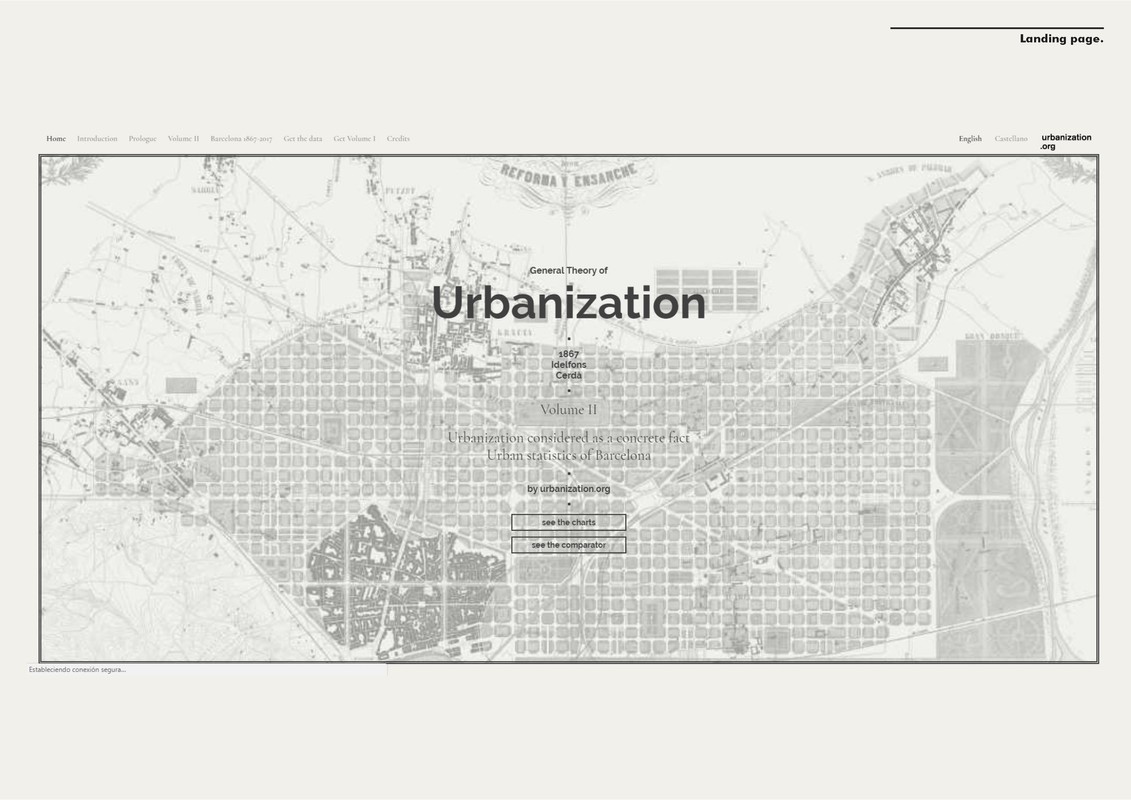 Landing page.
Home Introduction Prologue Volume II Barcelona 1867-2017 Get the data Get Volume I Credits
English Castellano urbanization
.org
REFORMA Y ENSANCHE
General Theory of
Urbanization
GRACIA
1867
Idelfons
Cerdá
Volume II
Urbanization considered as a concrete fact
Urban statistics of Barcelona
by urbanization.org
see the charts
see the comparator
Estableciendo conexión segura...